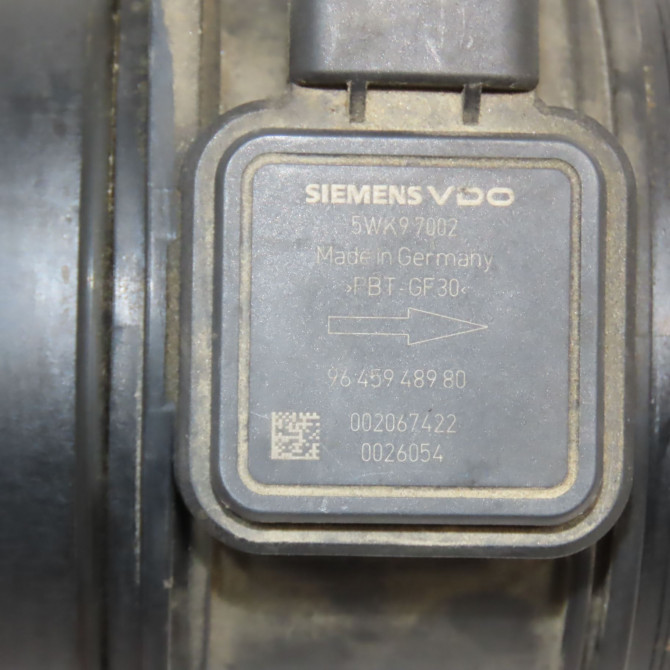 SIEMENS VDO
5WK9 7002
Made in Germany
>PBT-GF30<
96 459 489 80
002067422
0026054